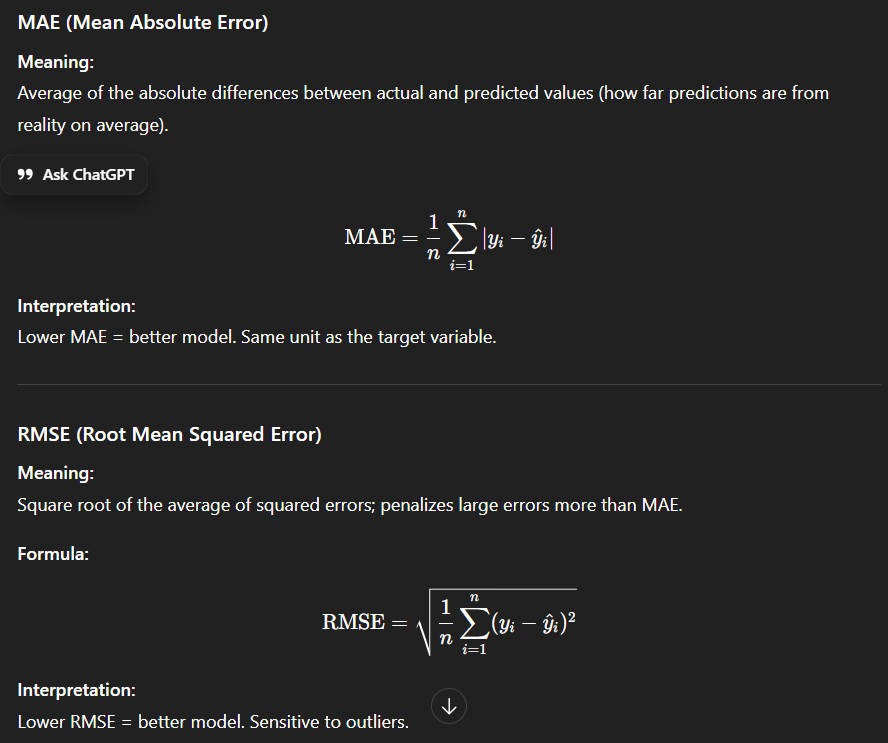 MAE (Mean Absolute Error)
Meaning:
Average of the absolute differences between actual and predicted values (how far predictions are from
reality on average).
❞ Ask ChatGPT
MAE = \frac{1}{n} \sum_{i=1}^{n} |y_i − \hat{y}_i|
Interpretation:
Lower MAE = better model. Same unit as the target variable.
RMSE (Root Mean Squared Error)
Meaning:
Square root of the average of squared errors; penalizes large errors more than MAE.
Formula:
RMSE = \sqrt{\frac{1}{n} \sum_{i=1}^{n} (y_i − \hat{y}_i)^2}
Interpretation:
Lower RMSE = better model. Sensitive to outliers.